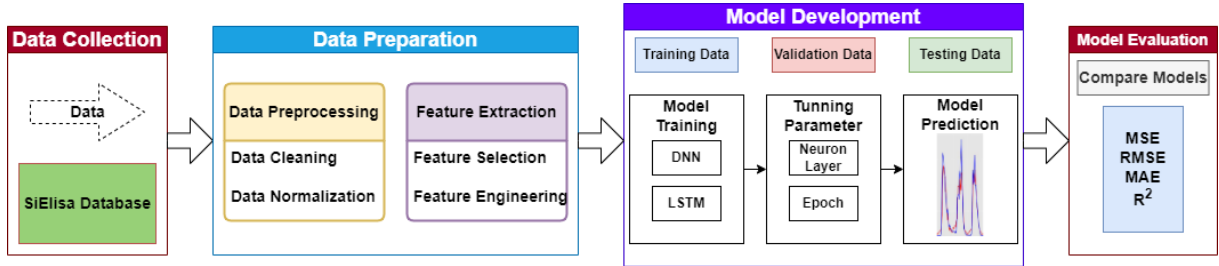 Data Collection
Data
SiElisa Database
Data Preparation
Data Preprocessing
Data Cleaning
Data Normalization
Feature Extraction
Feature Selection
Feature Engineering
Model Development
Training Data
Validation Data
Testing Data
Model
Training
DNN
LSTM
Tunning
Parameter
Neuron
Layer
Epoch
Model
Prediction
Model Evaluation
Compare Models
MSE
RMSE
MAE
R²